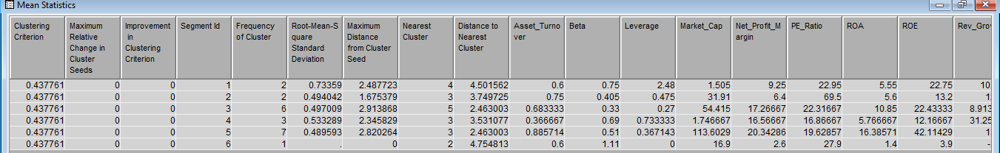 Mean Statistics
Clustering Criterion Maximum Relative Change in Cluster Seeds Improvement in Clustering Criterion Segment Id Frequency of Cluster Root-Mean-Square Standard Deviation Maximum Distance from Cluster Seed Nearest Cluster Distance to Nearest Cluster Asset_Turnover Beta Leverage Market_Cap Net_Profit_Margin PE_Ratio ROA ROE Rev_Grov
0.437761 0 0 1 2 0.73359 2.487723 4 4.501562 0.6 0.75 2.48 1.505 9.25 22.95 5.55 22.75 10
0.437761 0 0 2 2 0.494042 1.675379 3 3.749725 0.75 0.405 0.475 31.91 6.4 69.5 5.6 13.2 1
0.437761 0 0 3 6 0.497009 2.913868 5 2.463003 0.683333 0.33 0.27 54.415 17.26667 22.31667 10.85 22.43333 8.913
0.437761 0 0 4 3 0.533289 2.345829 3 3.531077 0.366667 0.69 0.733333 1.746667 16.56667 16.86667 5.766667 12.16667 31.25
0.437761 0 0 5 7 0.489593 2.820264 3 2.463003 0.885714 0.51 0.367143 113.6029 20.34286 19.62857 16.38571 42.11429 1
0.437761 0 0 6 1 . 0 2 4.754813 0.6 1.11 0 16.9 2.6 27.9 1.4 3.9 -